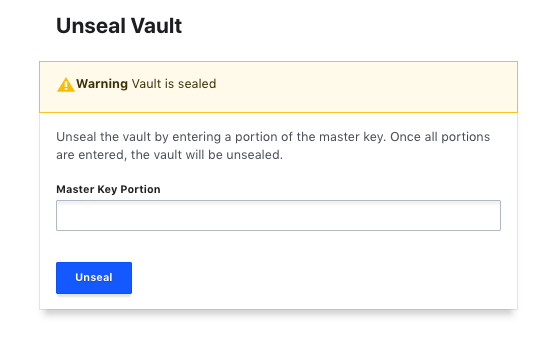 Unseal Vault
Warning Vault is sealed
Unseal the vault by entering a portion of the master key. Once all portions
are entered, the vault will be unsealed.
Master Key Portion
Unseal